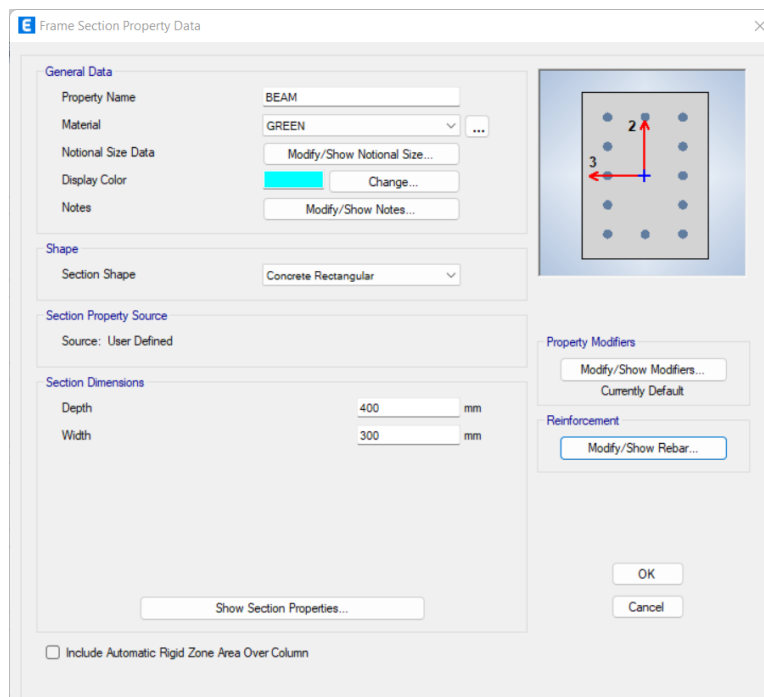 E Frame Section Property Data
General Data
Property Name BEAM
Material GREEN ...
Notional Size Data Modify/Show Notional Size...
Display Color Change...
Notes Modify/Show Notes...
Shape
Section Shape Concrete Rectangular
Section Property Source
Source: User Defined
Section Dimensions
Depth 400 mm
Width 300 mm
Show Section Properties...
Include Automatic Rigid Zone Area Over Column
2
3
Property Modifiers
Modify/Show Modifiers...
Currently Default
Reinforcement
Modify/Show Rebar...
OK
Cancel